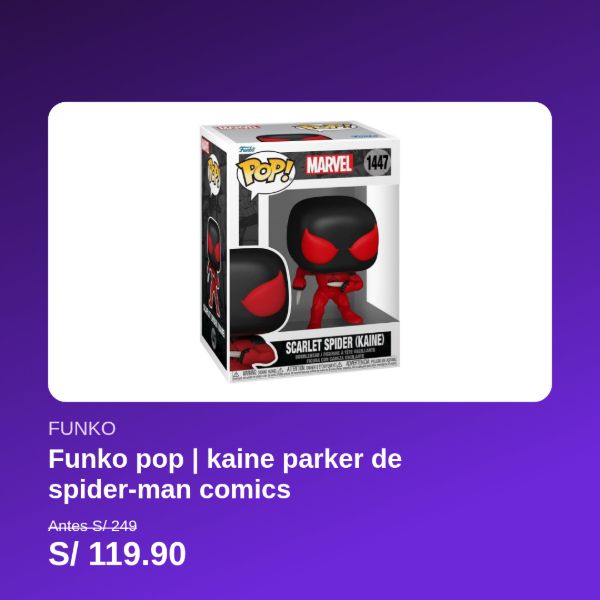 Funko
POP!
MARVEL
1447
SCARLET SPIDER (KAINE)
FUNKO
Funko pop | kaine parker de
spider-man comics
Antes S/ 249
S/ 119.90